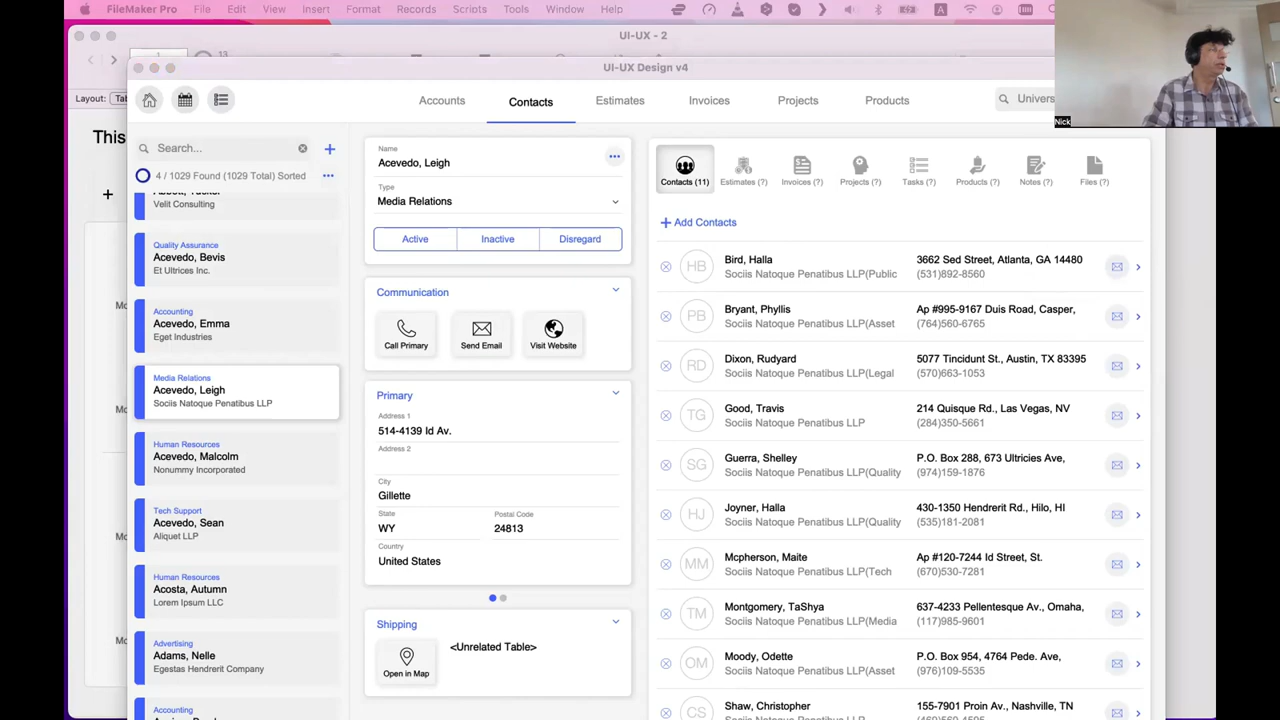 FileMaker Pro File Edit View Insert Format Records Scripts Tools Window Help
UI-UX - 2
13
Layout:
UI-UX Design v4
This
Accounts Contacts Estimates Invoices Projects Products
Search...
4 / 1029 Found (1029 Total) Sorted
Velit Consulting
Quality Assurance
Acevedo, Bevis
Et Ultrices Inc.
Accounting
Acevedo, Emma
Eget Industries
Media Relations
Acevedo, Leigh
Sociis Natoque Penatibus LLP
Human Resources
Acevedo, Malcolm
Nonummy Incorporated
Tech Support
Acevedo, Sean
Aliquet LLP
Human Resources
Acosta, Autumn
Lorem Ipsum LLC
Advertising
Adams, Nelle
Egestas Hendrerit Company
Accounting
Name
Acevedo, Leigh
Type
Media Relations
Active Inactive Disregard
Communication
Call Primary Send Email Visit Website
Primary
Address 1
514-4139 Id Av.
Address 2
City
Gillette
State Postal Code
WY 24813
Country
United States
Shipping
<Unrelated Table>
Open in Map
Contacts (11) Estimates (?) Invoices (?) Projects (?) Tasks (?) Products (?) Notes (?) Files (?)
+ Add Contacts
HB Bird, Halla 3662 Sed Street, Atlanta, GA 14480
Sociis Natoque Penatibus LLP(Public (531)892-8560
PB Bryant, Phyllis Ap #995-9167 Duis Road, Casper,
Sociis Natoque Penatibus LLP(Asset (764)560-6765
RD Dixon, Rudyard 5077 Tincidunt St., Austin, TX 83395
Sociis Natoque Penatibus LLP(Legal (570)663-1053
TG Good, Travis 214 Quisque Rd., Las Vegas, NV
Sociis Natoque Penatibus LLP (284)350-5661
SG Guerra, Shelley P.O. Box 288, 673 Ultricies Ave,
Sociis Natoque Penatibus LLP(Quality (974)159-1876
HJ Joyner, Halla 430-1350 Hendrerit Rd., Hilo, HI
Sociis Natoque Penatibus LLP(Quality (535)181-2081
MM Mcpherson, Maite Ap #120-7244 Id Street, St.
Sociis Natoque Penatibus LLP(Tech (670)530-7281
TM Montgomery, TaShya 637-4233 Pellentesque Av., Omaha,
Sociis Natoque Penatibus LLP(Media (117)985-9601
OM Moody, Odette P.O. Box 954, 4764 Pede. Ave,
Sociis Natoque Penatibus LLP(Asset (976)109-5535
CS Shaw, Christopher 155-7901 Proin Av., Nashville, TN
Nick